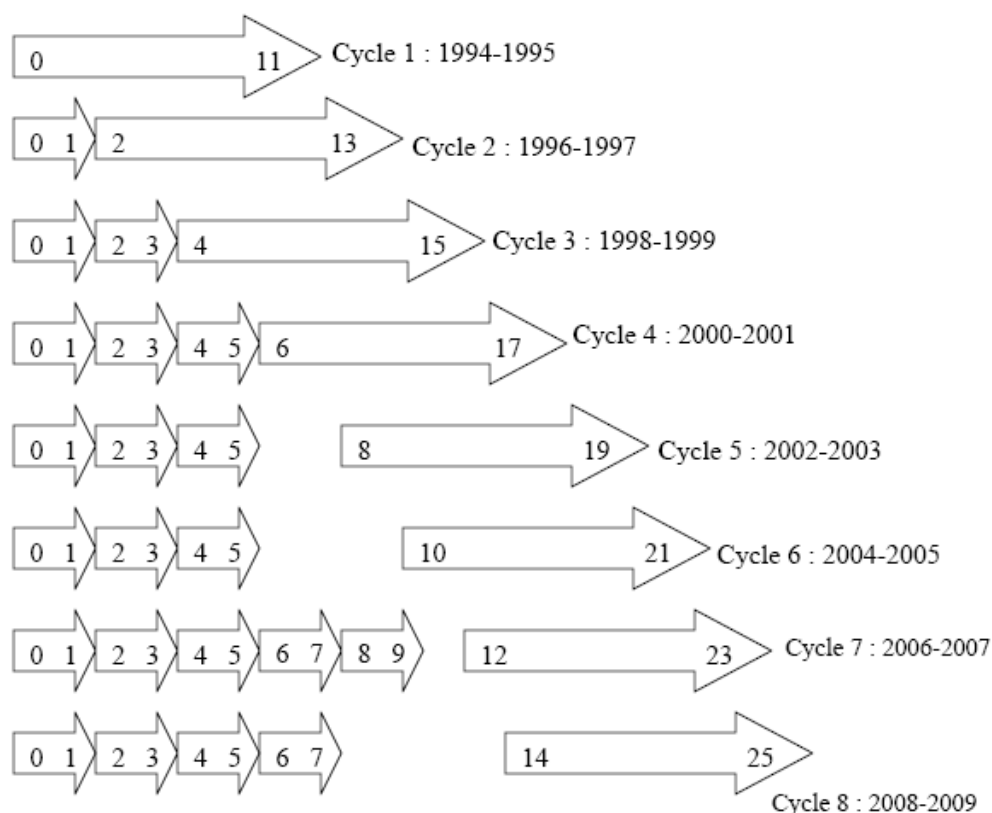 0 11 Cycle 1 : 1994-1995
0 1 2 13 Cycle 2 : 1996-1997
0 1 2 3 4 15 Cycle 3 : 1998-1999
0 1 2 3 4 5 6 17 Cycle 4 : 2000-2001
0 1 2 3 4 5 8 19 Cycle 5 : 2002-2003
0 1 2 3 4 5 10 21 Cycle 6 : 2004-2005
0 1 2 3 4 5 6 7 8 9 12 23 Cycle 7 : 2006-2007
0 1 2 3 4 5 6 7 14 25
Cycle 8 : 2008-2009